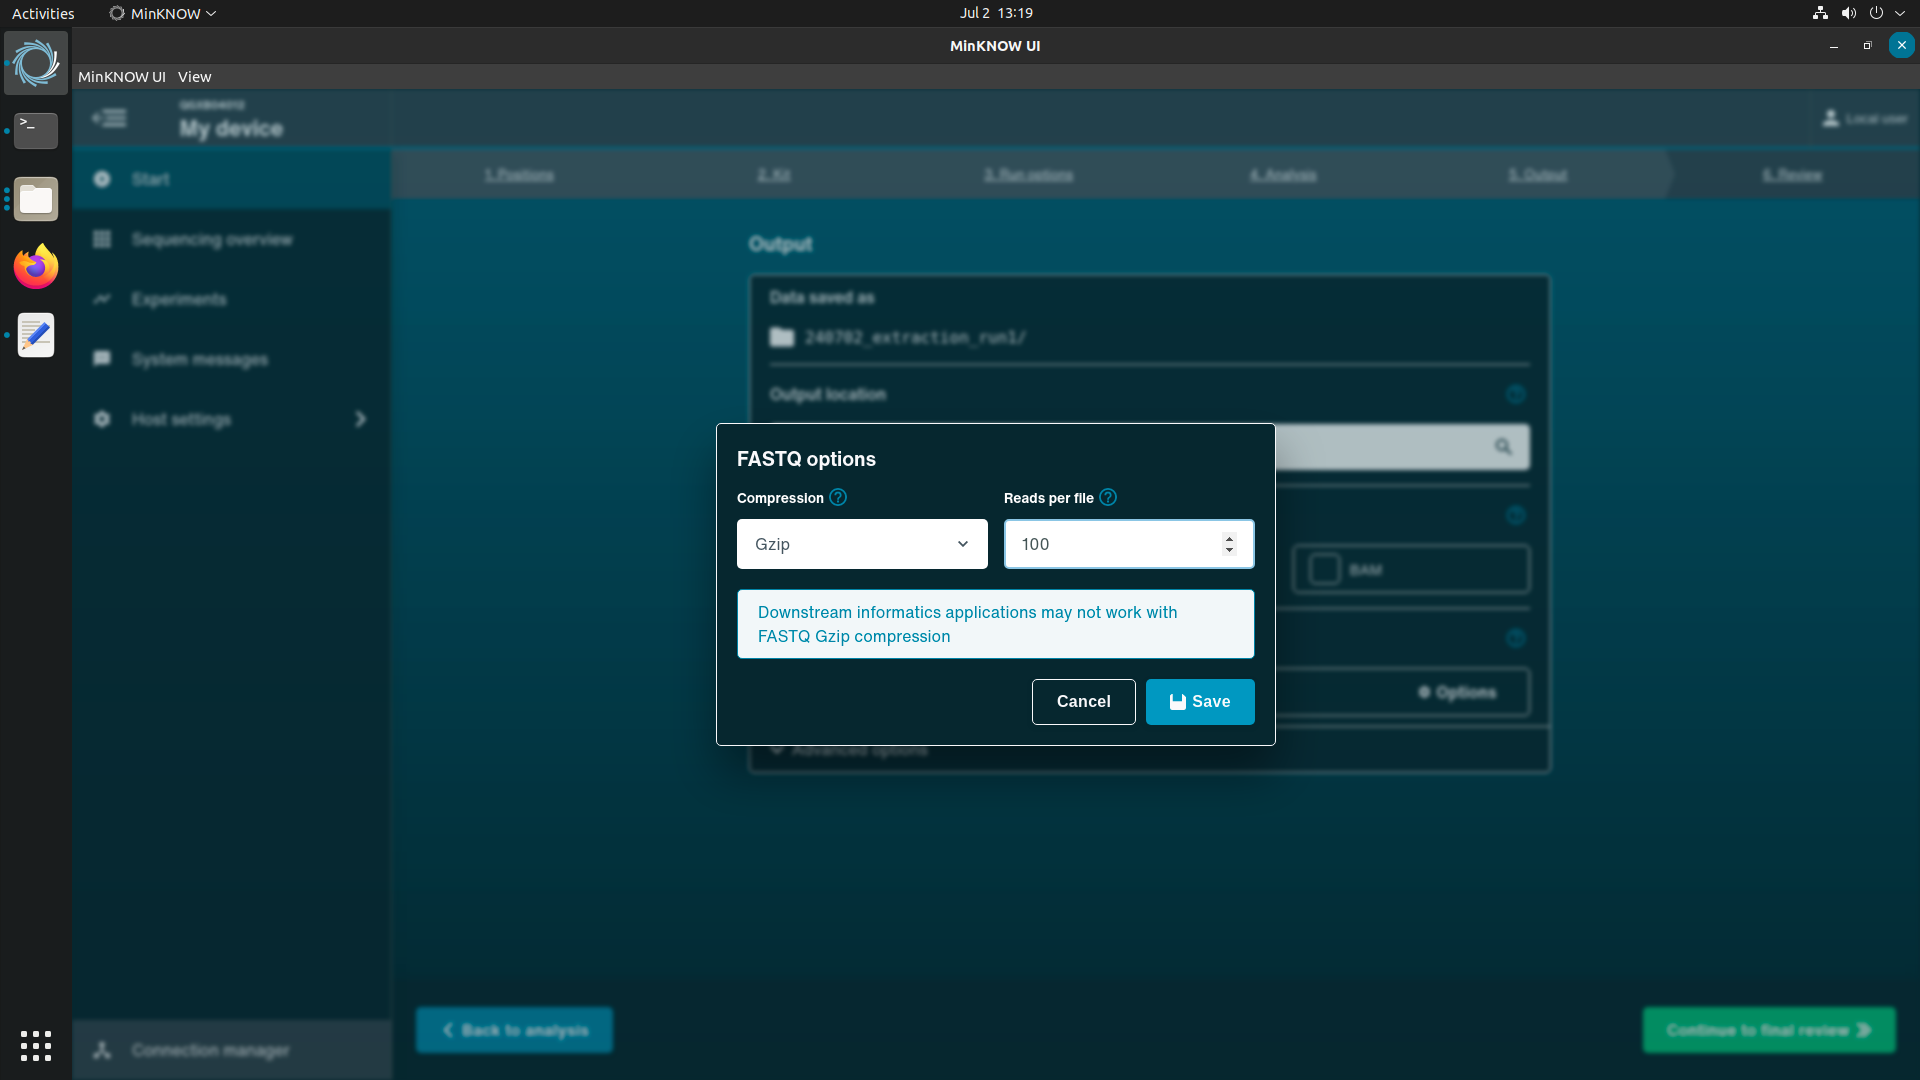 Activities
MinKNOW
Jul 2 13:19
MinKNOW UI
MinKNOW UI View
My device
Local user
Start
1. Positions
2. Kit
3. Run options
4. Analysis
5. Output
6. Review
Sequencing overview
Experiments
System messages
Host settings
Output
Data saved as
240702_extraction_run1/
Output location
FASTQ options
Compression ?
Reads per file ?
Gzip
100
BAM
Downstream informatics applications may not work with
FASTQ Gzip compression
Options
Cancel
Save
Advanced options
Back to analysis
Continue to final review
Connection manager